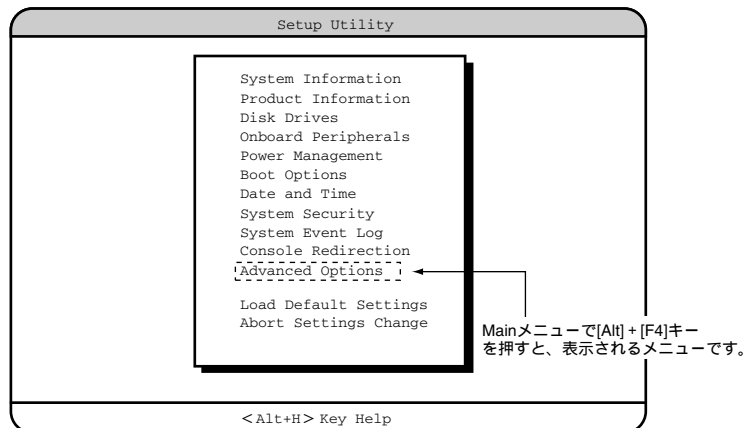 Setup Utility
System Information
Product Information
Disk Drives
Onboard Peripherals
Power Management
Boot Options
Date and Time
System Security
System Event Log
Console Redirection
Advanced Options
Load Default Settings
Abort Settings Change
Mainメニューで[Alt]+[F4]キー
を押すと、表示されるメニューです。
＜Alt+H＞ Key Help